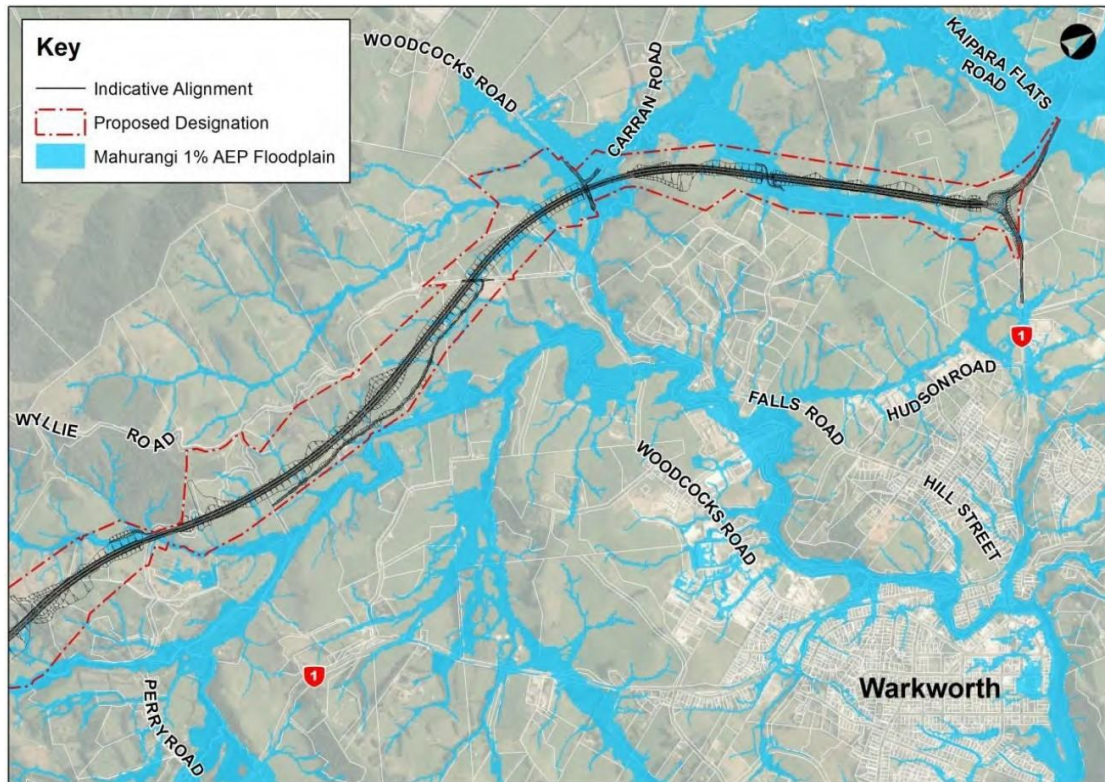 Key
Indicative Alignment
Proposed Designation
Mahurangi 1% AEP Floodplain
WOODCOCKS ROAD
CARRAN ROAD
KAIPARA FLATS
ROAD
1
HUDSONROAD
FALLS ROAD
WYLLIE ROAD
WOODCOCKS ROAD
HILL STREET
1
Warkworth
PERRYROAD